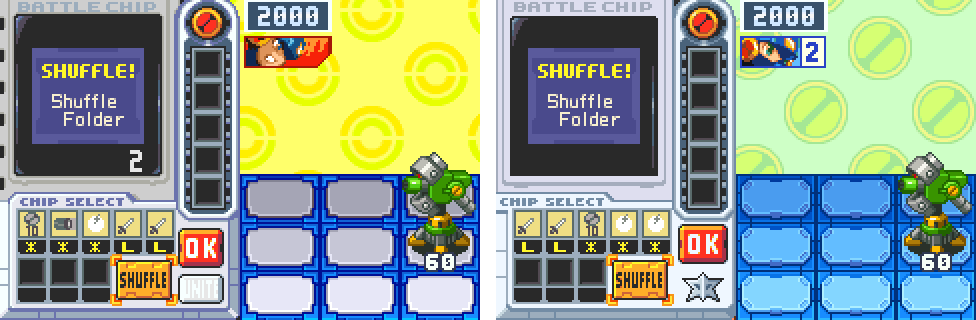 BATTLE CHIP
2000
SHUFFLE!
Shuffle
Folder
2
CHIP SELECT
* * * L L
OK
SHUFFLE
UNITE
60
BATTLE CHIP
2000
2
SHUFFLE!
Shuffle
Folder
CHIP SELECT
L L * * *
OK
SHUFFLE
60